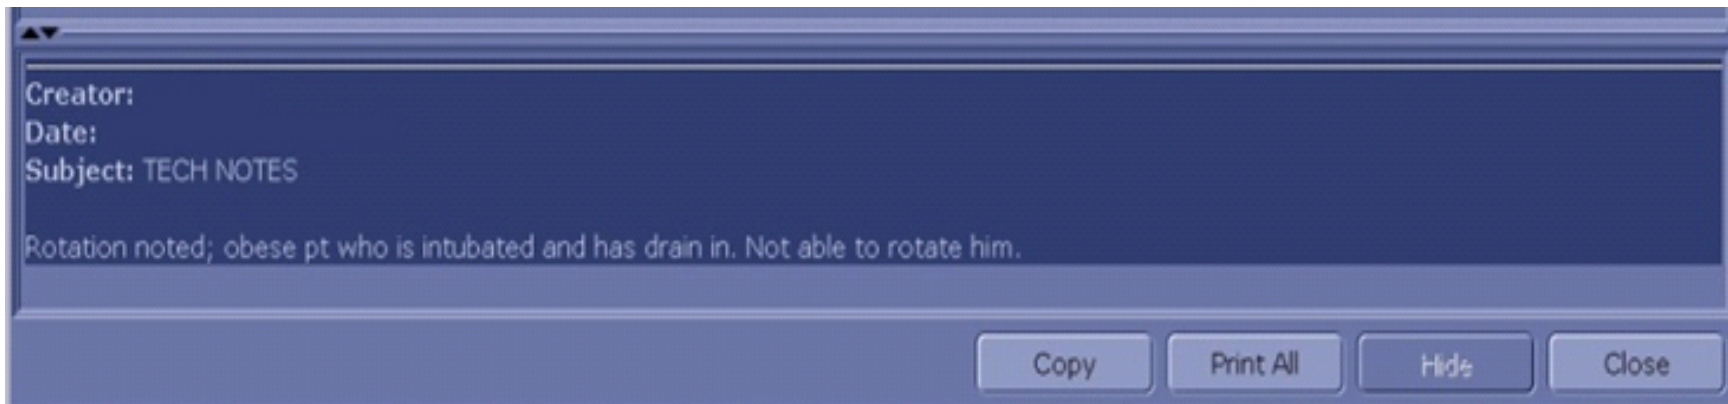 Creator:
Date:
Subject: TECH NOTES
Rotation noted; obese pt who is intubated and has drain in. Not able to rotate him.
Copy Print All Hide Close